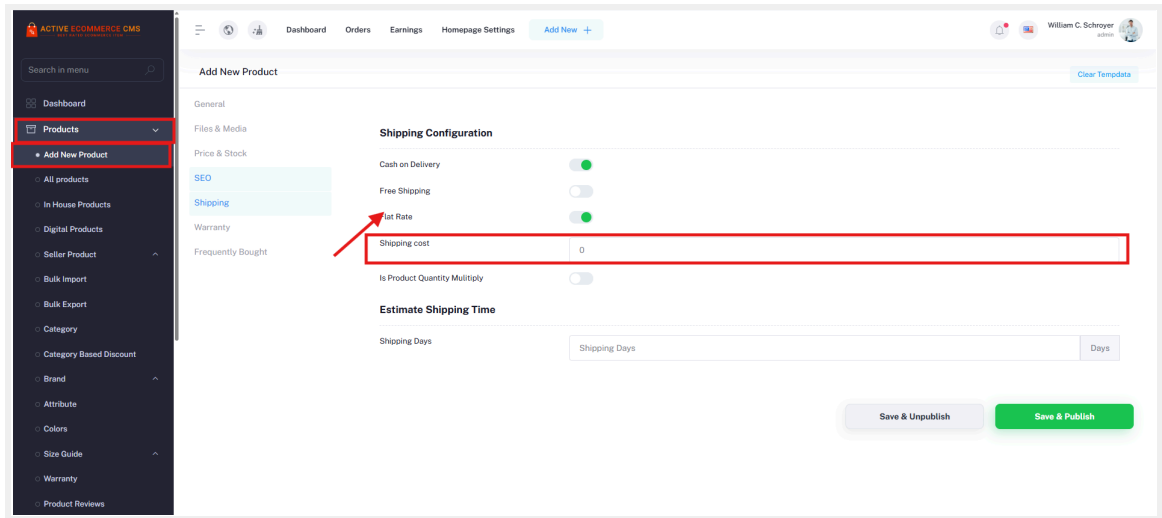 ACTIVE ECOMMERCE CMS
Dashboard Orders Earnings Homepage Settings Add New +
William C. Schroyer
admin
Search in menu
Dashboard
Products
Add New Product
All products
In House Products
Digital Products
Seller Product
Bulk Import
Bulk Export
Category
Category Based Discount
Brand
Attribute
Colors
Size Guide
Warranty
Product Reviews
Add New Product
Clear Tempdata
General
Files & Media
Price & Stock
SEO
Shipping
Warranty
Frequently Bought
Shipping Configuration
Cash on Delivery
Free Shipping
Flat Rate
Shipping cost 0
Is Product Quantity Mulitiply
Estimate Shipping Time
Shipping Days Shipping Days Days
Save & Unpublish Save & Publish